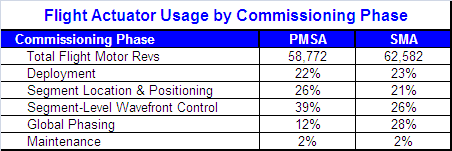 Flight Actuator Usage by Commissioning Phase
Commissioning Phase PMSA SMA
Total Flight Motor Revs 58,772 62,582
Deployment 22% 23%
Segment Location & Positioning 26% 21%
Segment-Level Wavefront Control 39% 26%
Global Phasing 12% 28%
Maintenance 2% 2%